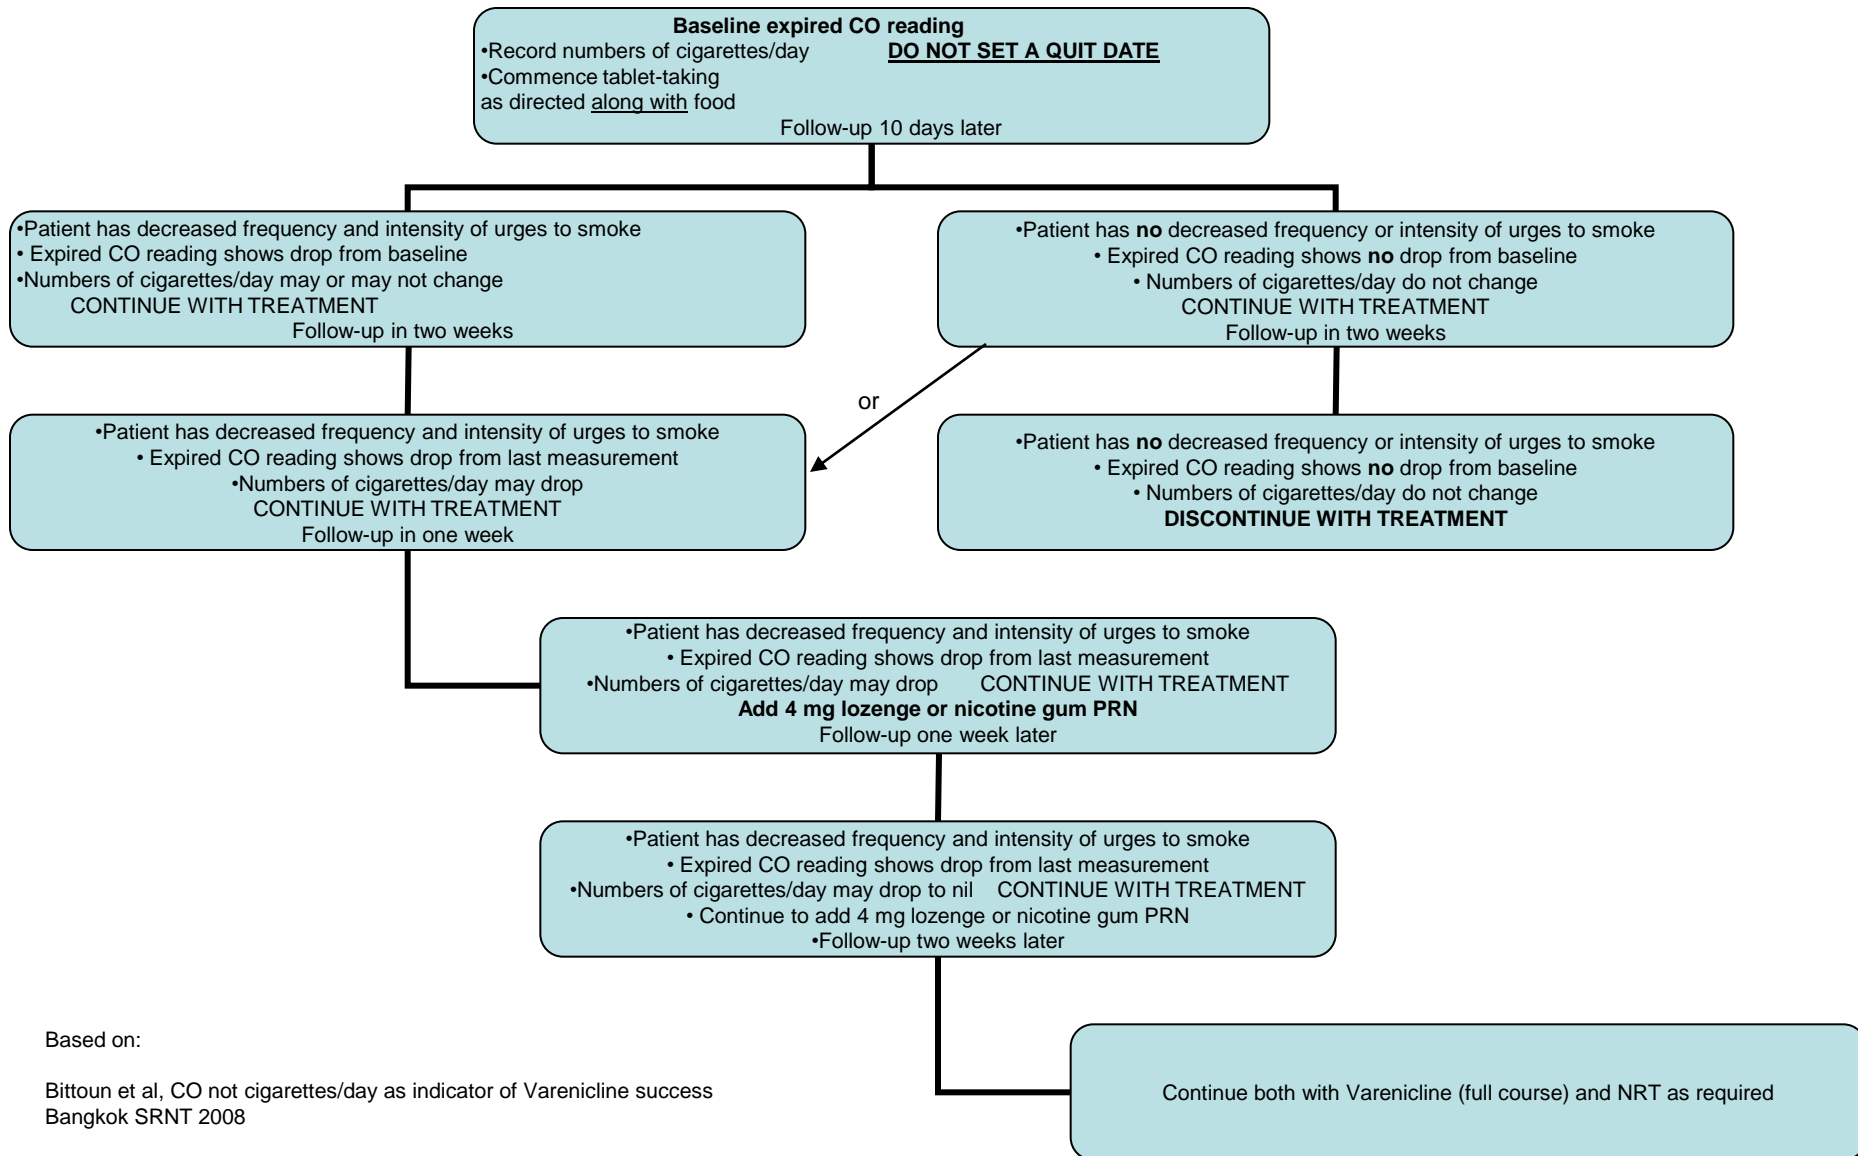 Baseline expired CO reading
•Record numbers of cigarettes/day DO NOT SET A QUIT DATE
•Commence tablet-taking
as directed along with food
Follow-up 10 days later
•Patient has decreased frequency and intensity of urges to smoke
• Expired CO reading shows drop from baseline
•Numbers of cigarettes/day may or may not change
CONTINUE WITH TREATMENT
Follow-up in two weeks
•Patient has no decreased frequency or intensity of urges to smoke
• Expired CO reading shows no drop from baseline
• Numbers of cigarettes/day do not change
CONTINUE WITH TREATMENT
Follow-up in two weeks
or
•Patient has decreased frequency and intensity of urges to smoke
• Expired CO reading shows drop from last measurement
•Numbers of cigarettes/day may drop
CONTINUE WITH TREATMENT
Follow-up in one week
•Patient has no decreased frequency or intensity of urges to smoke
• Expired CO reading shows no drop from baseline
• Numbers of cigarettes/day do not change
DISCONTINUE WITH TREATMENT
•Patient has decreased frequency and intensity of urges to smoke
• Expired CO reading shows drop from last measurement
•Numbers of cigarettes/day may drop CONTINUE WITH TREATMENT
Add 4 mg lozenge or nicotine gum PRN
Follow-up one week later
•Patient has decreased frequency and intensity of urges to smoke
• Expired CO reading shows drop from last measurement
•Numbers of cigarettes/day may drop to nil CONTINUE WITH TREATMENT
• Continue to add 4 mg lozenge or nicotine gum PRN
•Follow-up two weeks later
Based on:
Bittoun et al, CO not cigarettes/day as indicator of Varenicline success
Bangkok SRNT 2008
Continue both with Varenicline (full course) and NRT as required